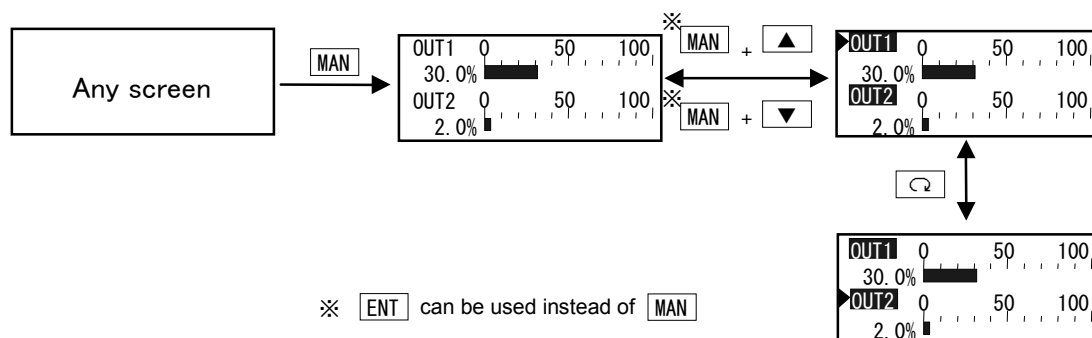 Any screen
MAN
OUT1 0 50 100
30.0%
OUT2 0 50 100
2.0%
※ MAN + ▲
※ MAN + ▼
OUT1 0 50 100
30.0%
OUT2 0 50 100
2.0%
OUT1 0 50 100
30.0%
OUT2 0 50 100
2.0%
※ ENT can be used instead of MAN